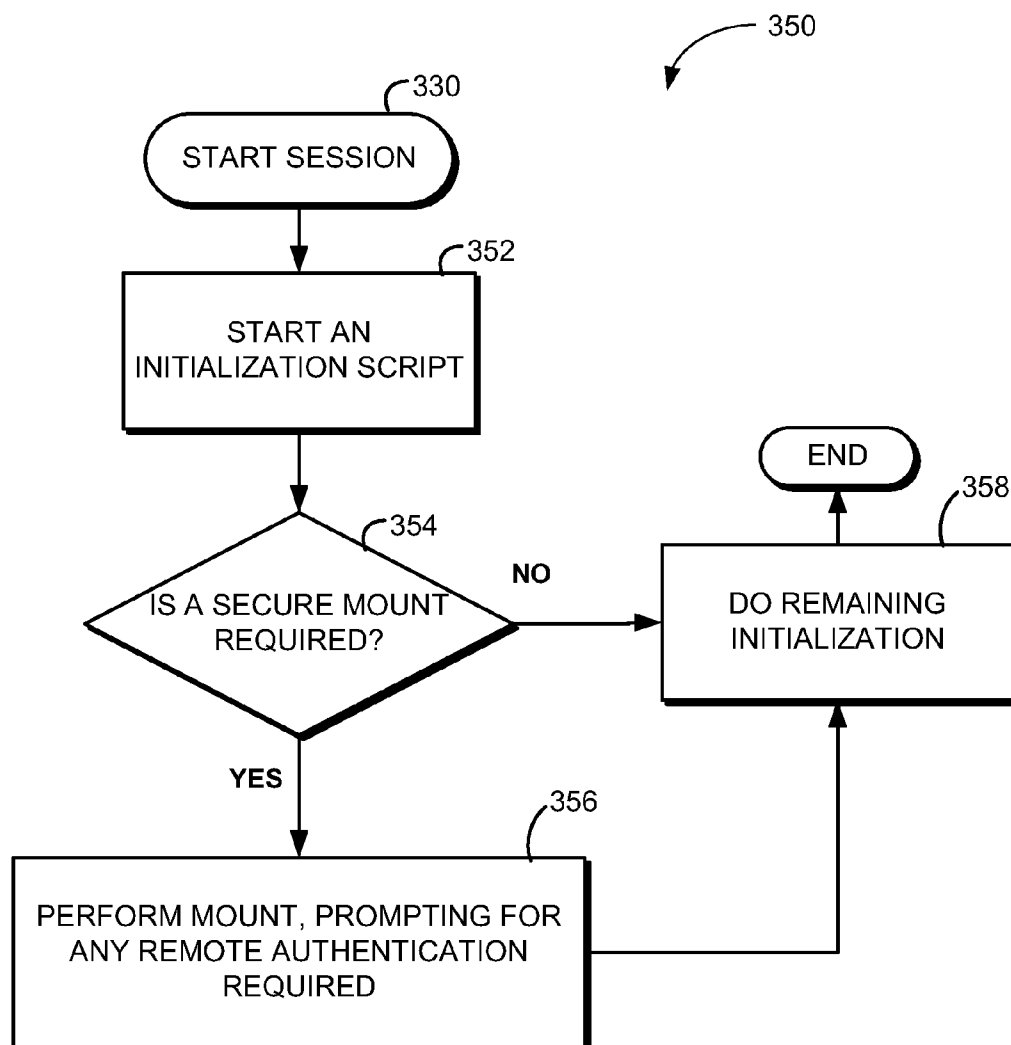 350
330
START SESSION
352
START AN
INITIALIZATION SCRIPT
354
IS A SECURE MOUNT
REQUIRED?
NO
YES
356
PERFORM MOUNT, PROMPTING FOR
ANY REMOTE AUTHENTICATION
REQUIRED
358
DO REMAINING
INITIALIZATION
END